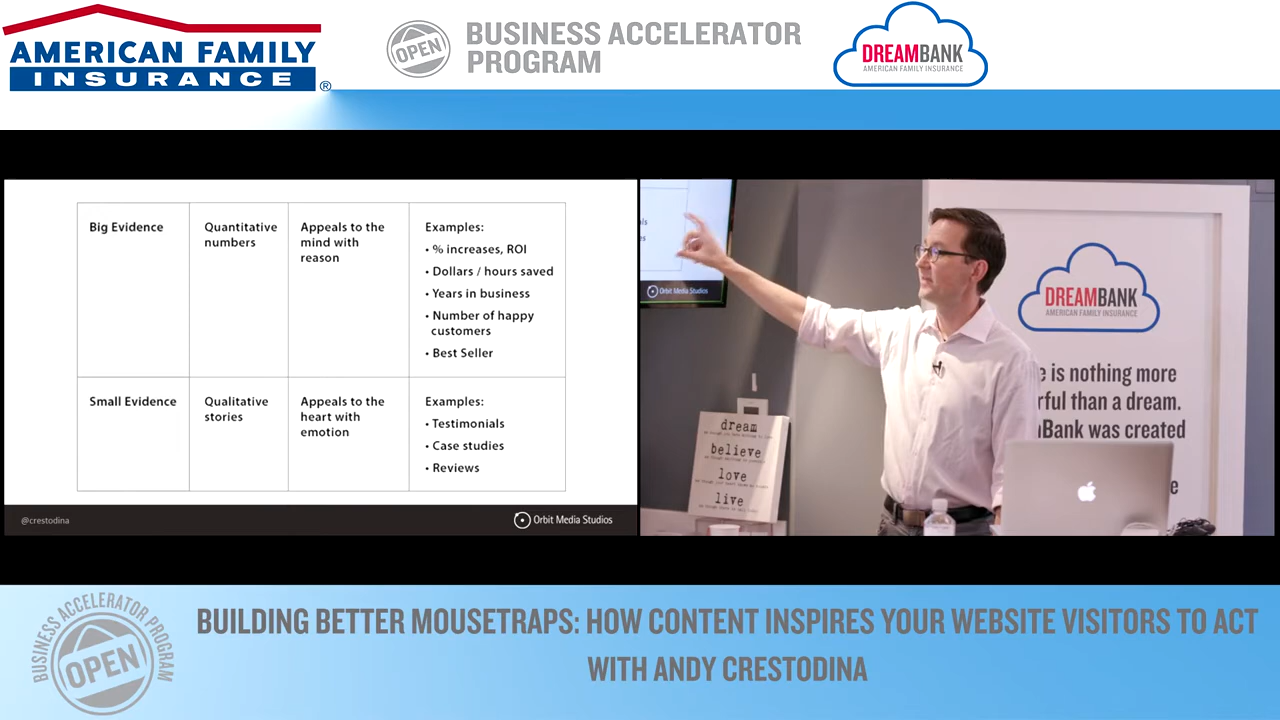 AMERICAN FAMILY
INSURANCE ®
OPEN
BUSINESS ACCELERATOR
PROGRAM
DREAMBANK
AMERICAN FAMILY INSURANCE
Big Evidence
Quantitative
numbers
Appeals to the
mind with
reason
Examples:
• % increases, ROI
• Dollars / hours saved
• Years in business
• Number of happy
customers
• Best Seller
Small Evidence
Qualitative
stories
Appeals to the
heart with
emotion
Examples:
• Testimonials
• Case studies
• Reviews
@crestodina
Orbit Media Studios
Orbit Media Studios
DREAMBANK
AMERICAN FAMILY INSURANCE
is nothing more
than a dream.
was created
dream
believe
love
live
BUSINESS ACCELERATOR PROGRAM
OPEN
BUILDING BETTER MOUSETRAPS: HOW CONTENT INSPIRES YOUR WEBSITE VISITORS TO ACT
WITH ANDY CRESTODINA